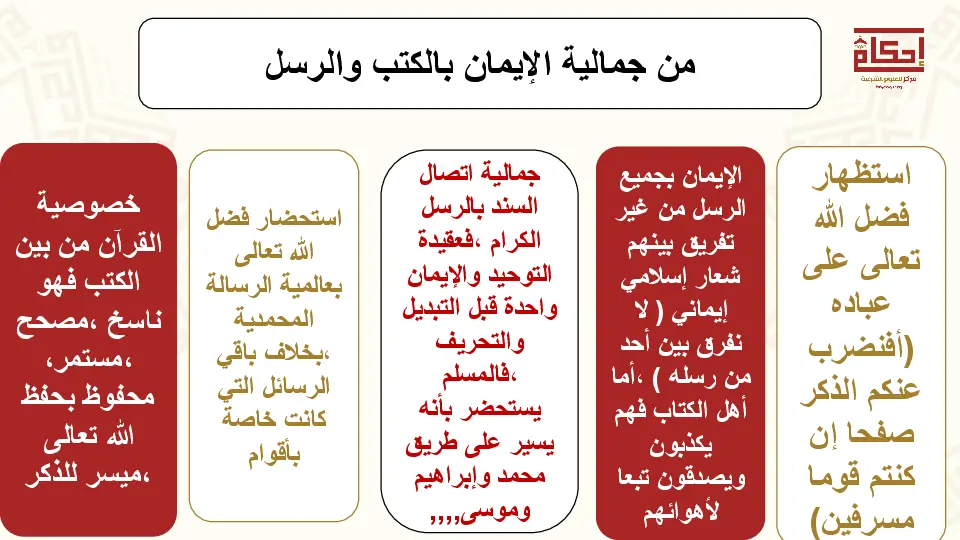 من جمالية الإيمان بالكتب والرسل
إحكام
مركز للعلوم الشرعية
استظهار
فضل الله
تعالى على
عباده
(أفنضرب
عنكم الذكر
صفحا إن
كنتم قوما
مسرفين)
الإيمان بجميع
الرسل من غير
تفريق بينهم
شعار إسلامي
إيماني ( لا
نفرق بين أحد
من رسله ) ،أما
أهل الكتاب فهم
يكذبون
ويصدقون تبعا
لأهوائهم
جمالية اتصال
السند بالرسل
الكرام ،فعقيدة
التوحيد والإيمان
واحدة قبل التبديل
والتحريف
،فالمسلم
يستحضر بأنه
يسير على طريق
محمد وإبراهيم
وموسى,,,,
استحضار فضل
الله تعالى
بعالمية الرسالة
المحمدية
،بخلاف باقي
الرسائل التي
كانت خاصة
بأقوام
خصوصية
القرآن من بين
الكتب فهو
ناسخ ،مصحح
،مستمر،
محفوظ بحفظ
الله تعالى
،ميسر للذكر